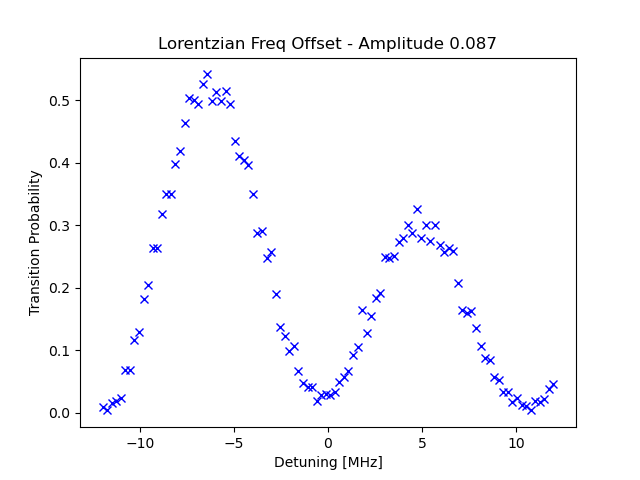 Lorentzian Freq Offset - Amplitude 0.087
Transition Probability
0.5
0.4
0.3
0.2
0.1
0.0
−10 −5 0 5 10
Detuning [MHz]